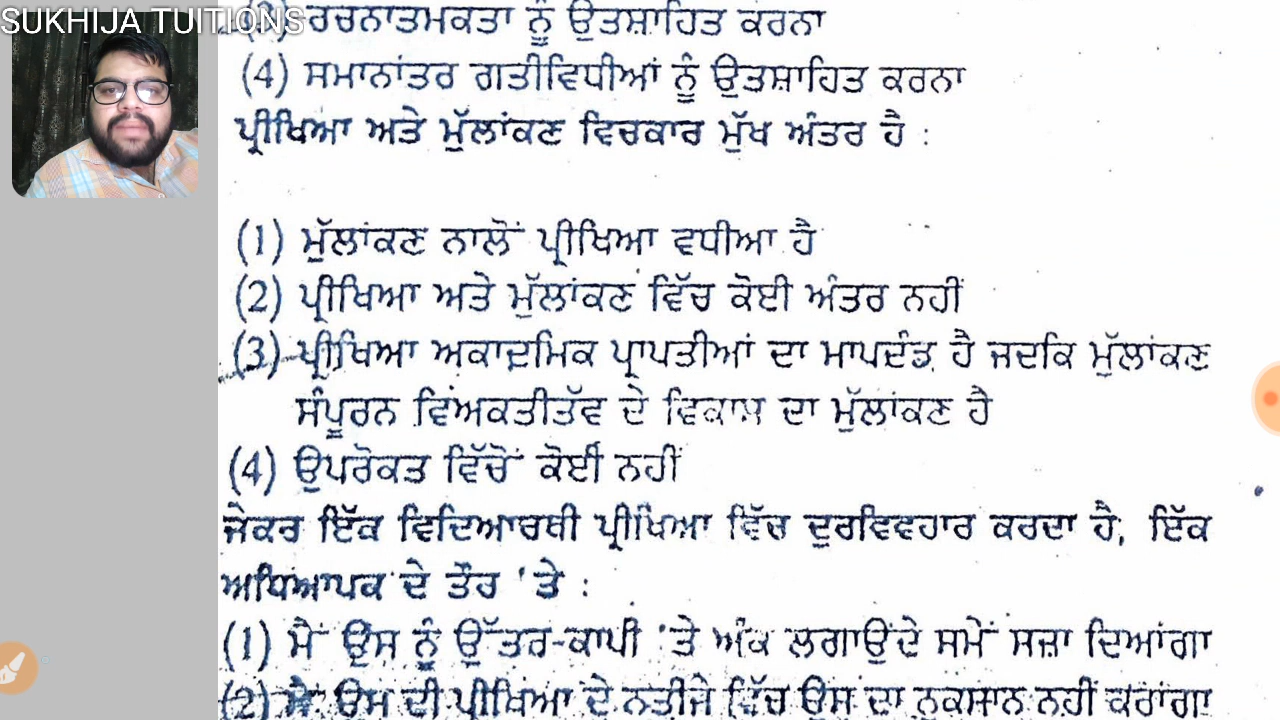 SUKHIJA TUITIONS
(3) ਰਚਨਾਤਮਕਤਾ ਨੂੰ ਉਤਸ਼ਾਹਿਤ ਕਰਨਾ
(4) ਸਮਾਨਾਂਤਰ ਗਤੀਵਿਧੀਆਂ ਨੂੰ ਉਤਸ਼ਾਹਿਤ ਕਰਨਾ
ਪ੍ਰੀਖਿਆ ਅਤੇ ਮੁੱਲਾਂਕਣ ਵਿਚਕਾਰ ਮੁੱਖ ਅੰਤਰ ਹੈ :
(1) ਮੁੱਲਾਂਕਣ ਨਾਲੋਂ ਪ੍ਰੀਖਿਆ ਵਧੀਆ ਹੈ
(2) ਪ੍ਰੀਖਿਆ ਅਤੇ ਮੁੱਲਾਂਕਣ ਵਿੱਚ ਕੋਈ ਅੰਤਰ ਨਹੀਂ
(3) ਪ੍ਰੀਖਿਆ ਅਕਾਦਮਿਕ ਪ੍ਰਾਪਤੀਆਂ ਦਾ ਮਾਪਦੰਡ ਹੈ ਜਦਕਿ ਮੁੱਲਾਂਕਣ
ਸੰਪੂਰਨ ਵਿਅਕਤੀਤੱਵ ਦੇ ਵਿਕਾਸ ਦਾ ਮੁੱਲਾਂਕਣ ਹੈ
(4) ਉਪਰੋਕਤ ਵਿੱਚੋਂ ਕੋਈ ਨਹੀਂ
ਜੇਕਰ ਇੱਕ ਵਿਦਿਆਰਥੀ ਪ੍ਰੀਖਿਆ ਵਿੱਚ ਦੁਰਵਿਵਹਾਰ ਕਰਦਾ ਹੈ, ਇੱਕ
ਅਧਿਆਪਕ ਦੇ ਤੌਰ 'ਤੇ :
(1) ਮੈਂ ਉਸ ਨੂੰ ਉੱਤਰ-ਕਾਪੀ 'ਤੇ ਅੰਕ ਲਗਾਉਂਦੇ ਸਮੇਂ ਸਜ਼ਾ ਦਿਆਂਗਾ
(2) ਮੈਂ ਉਸ ਦੀ ਪ੍ਰੀਖਿਆ ਦੇ ਨਤੀਜੇ ਵਿੱਚ ਉਸ ਦਾ ਨੁਕਸਾਨ ਨਹੀਂ ਕਰਾਂਗਾ